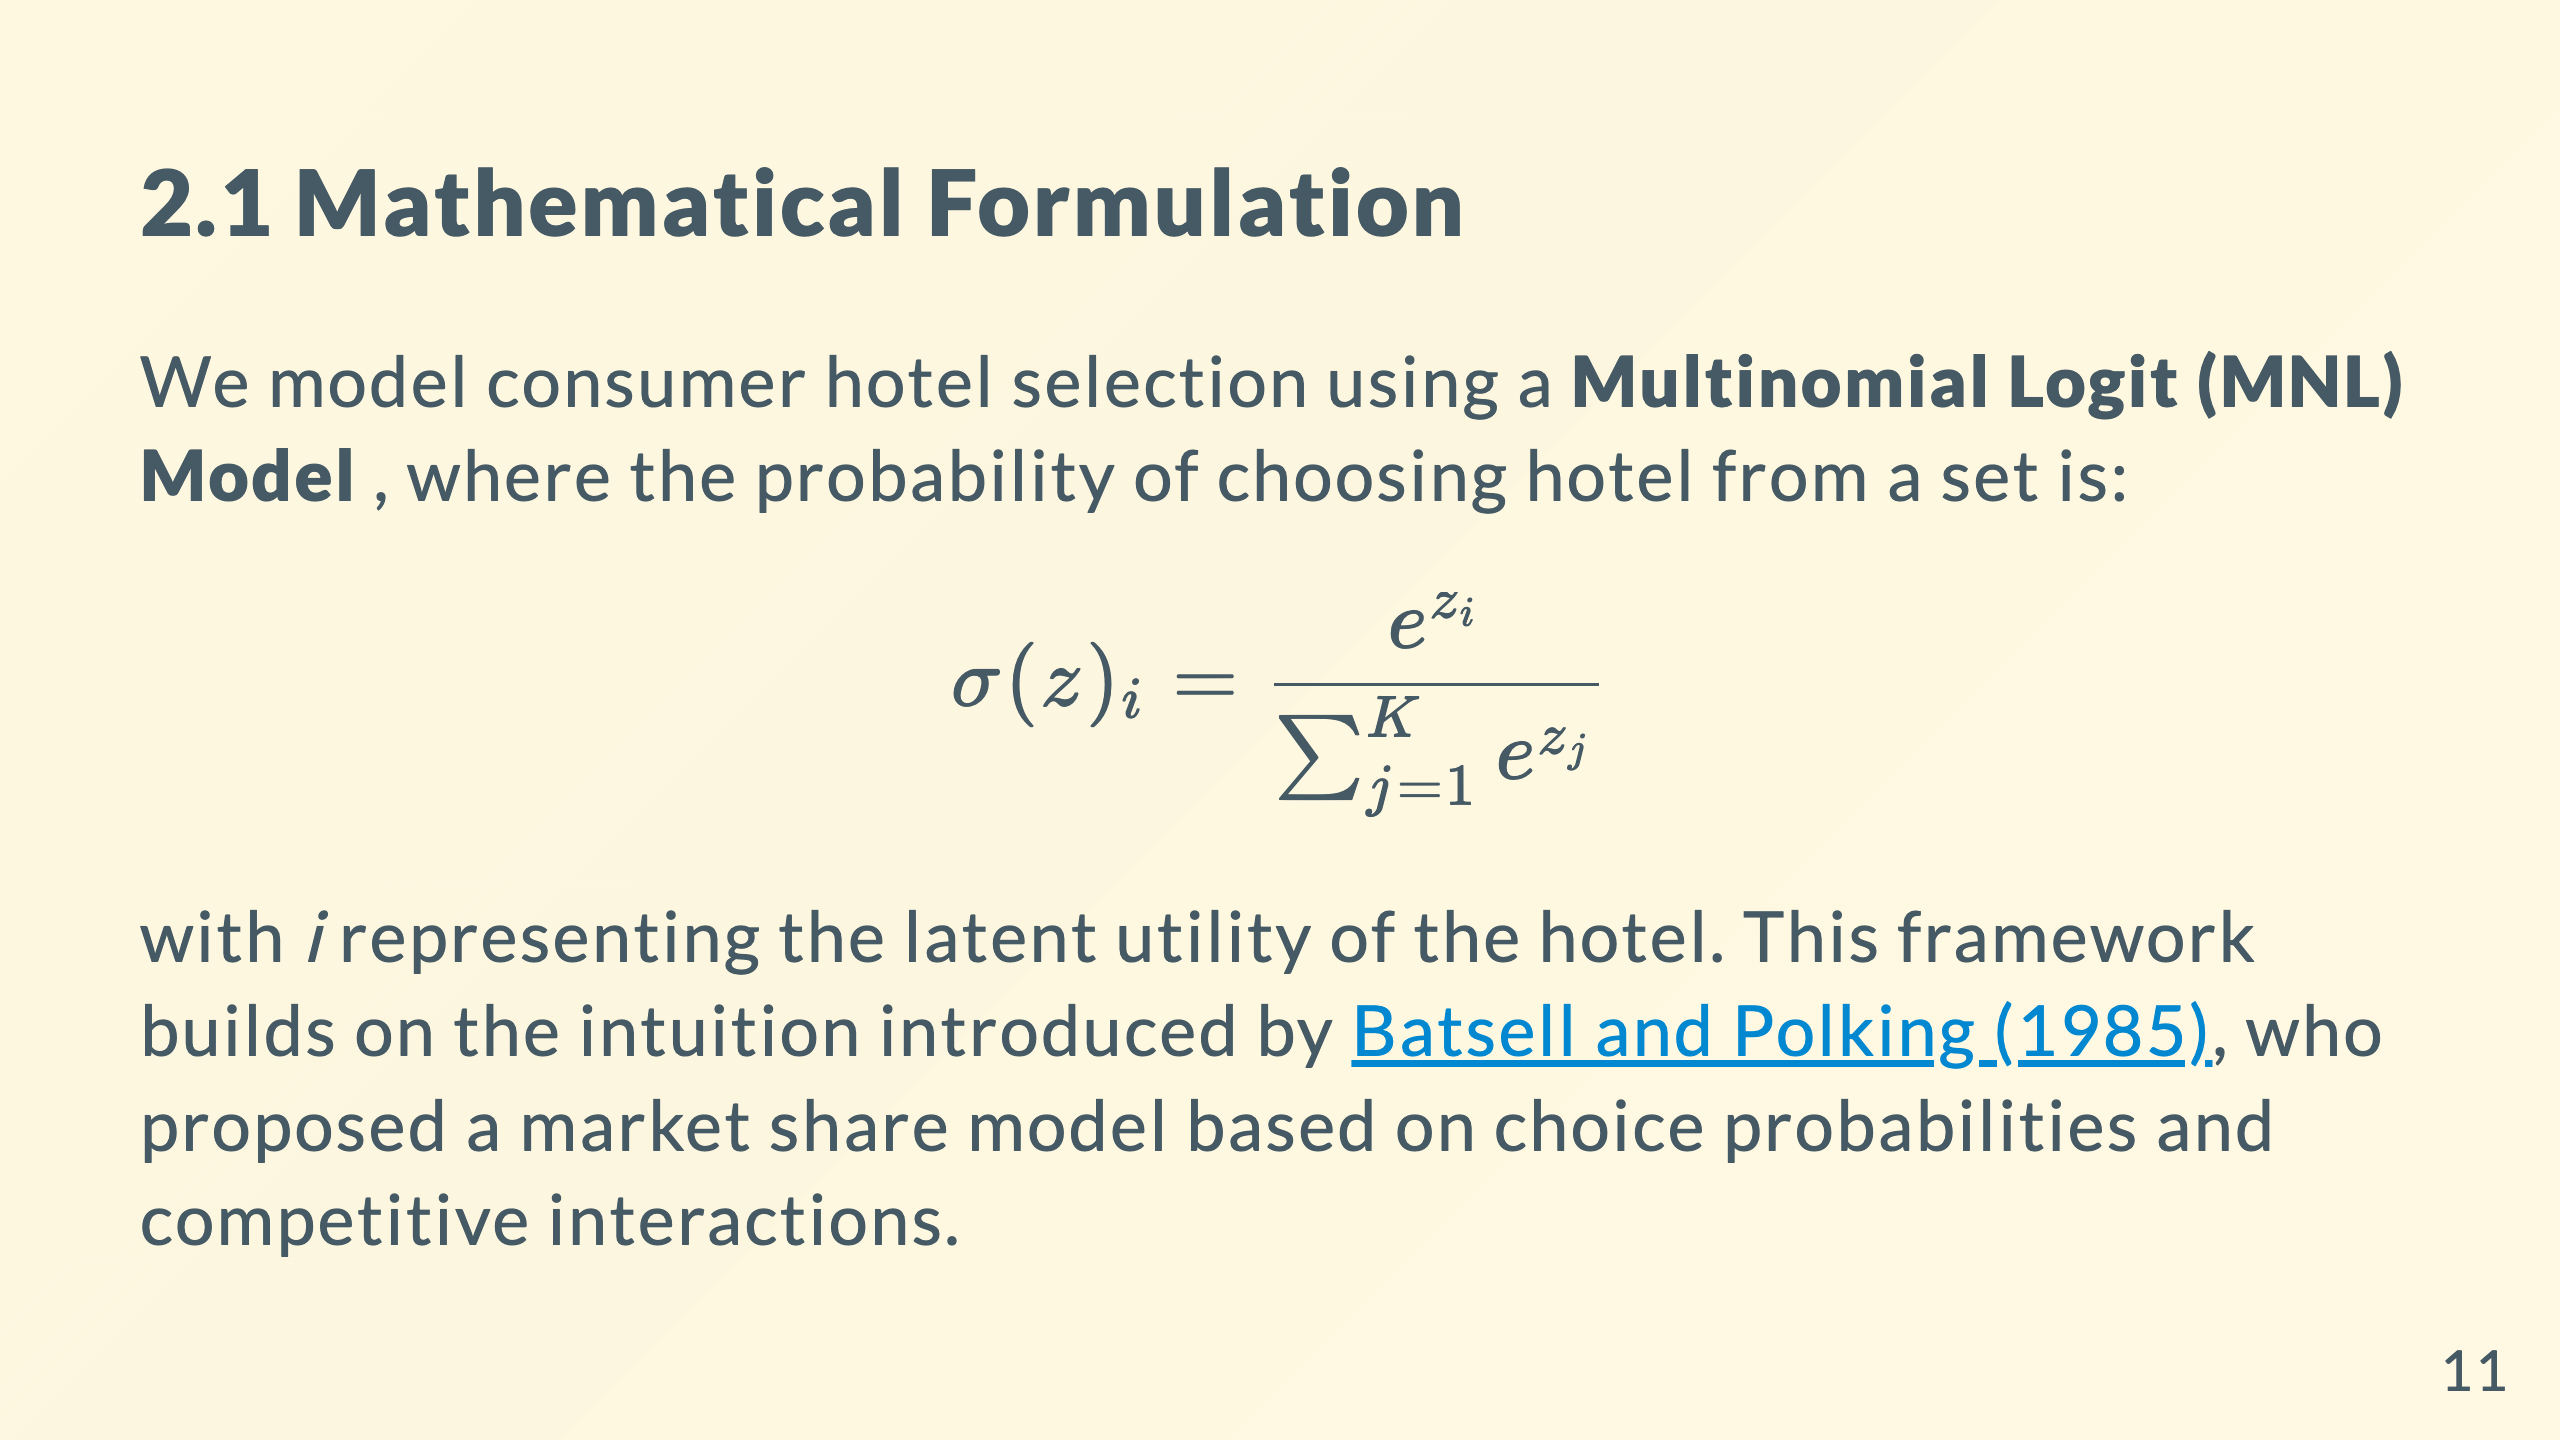 2.1 Mathematical Formulation
We model consumer hotel selection using a Multinomial Logit (MNL)
Model , where the probability of choosing hotel from a set is:
σ(z)_i = e^{z_i} / ∑_{j=1}^{K} e^{z_j}
with i representing the latent utility of the hotel. This framework
builds on the intuition introduced by Batsell and Polking (1985), who
proposed a market share model based on choice probabilities and
competitive interactions.
11